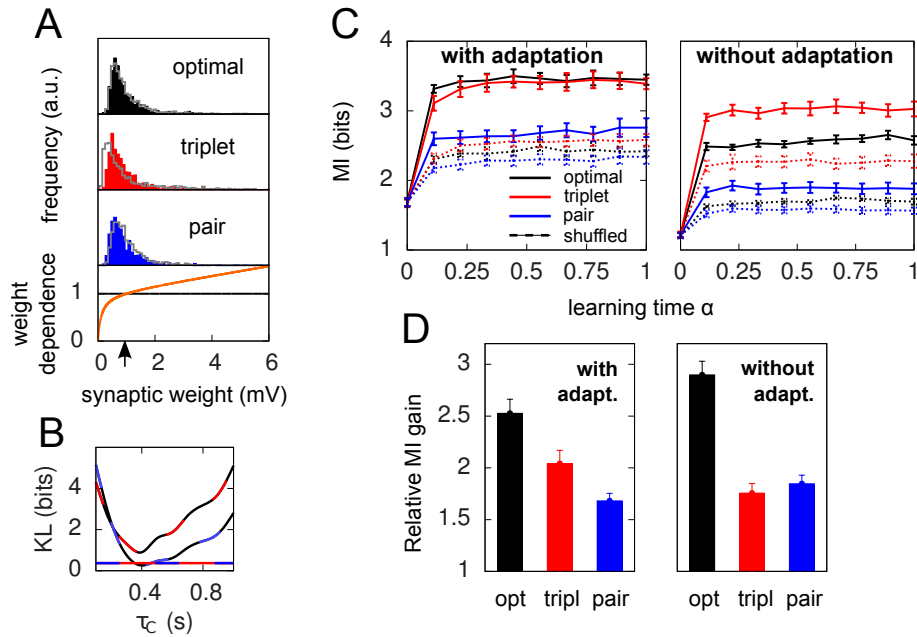 A
optimal
triplet
pair
frequency (a.u.)
weight
dependence
1
0
0 2 4 6
synaptic weight (mV)
B
KL (bits)
4
2
0
0.4 0.8
τC (s)
C
with adaptation
without adaptation
MI (bits)
4
3
2
1
optimal
triplet
pair
shuffled
0 0.25 0.5 0.75 1
0 0.25 0.5 0.75 1
learning time α
D
with
adapt.
without
adapt.
Relative MI gain
3
2.5
2
1.5
1
opt tripl pair
opt tripl pair